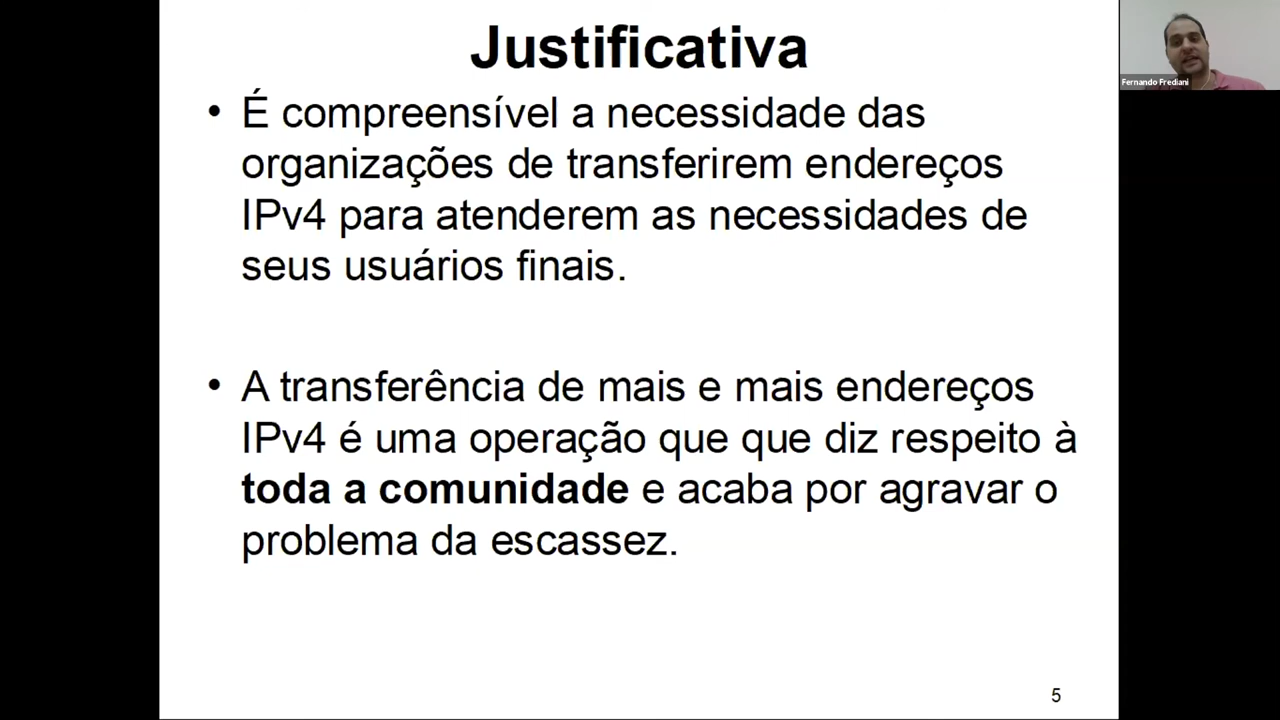 Justificativa
Fernando Frediani
• É compreensível a necessidade das
organizações de transferirem endereços
IPv4 para atenderem as necessidades de
seus usuários finais.
• A transferência de mais e mais endereços
IPv4 é uma operação que que diz respeito à
toda a comunidade e acaba por agravar o
problema da escassez.
5